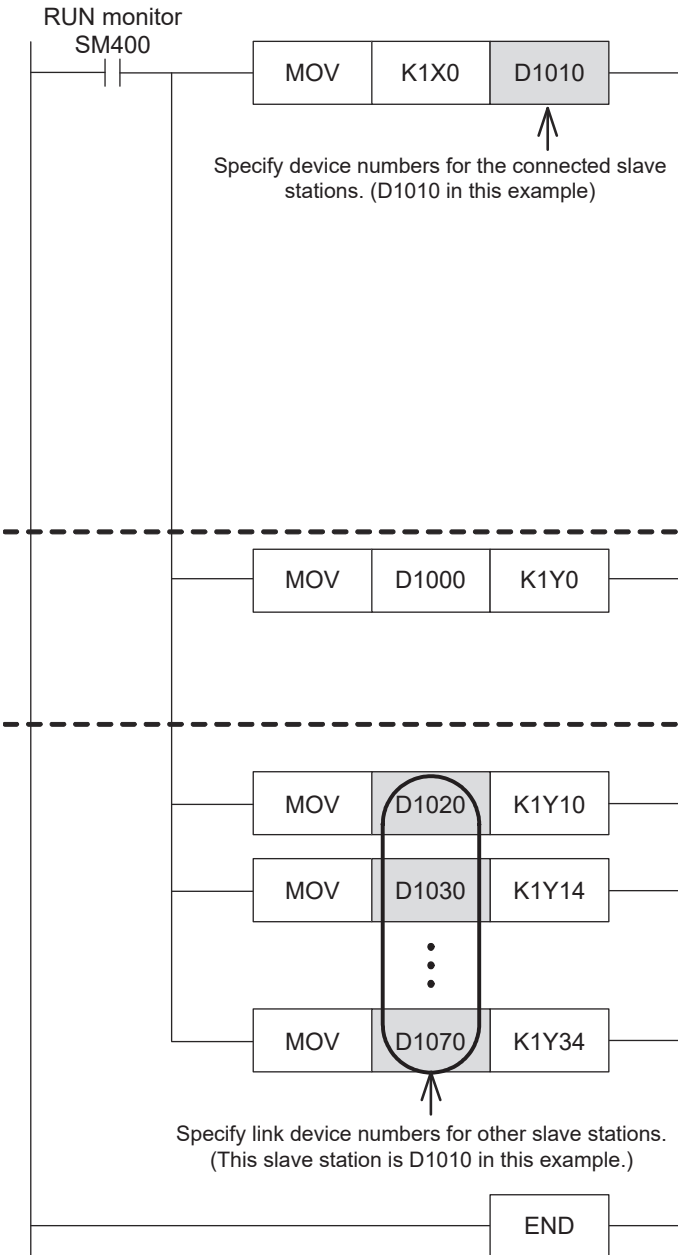 RUN monitor
SM400
MOV K1X0 D1010
Specify device numbers for the connected slave
stations. (D1010 in this example)
MOV D1000 K1Y0
MOV D1020 K1Y10
MOV D1030 K1Y14
MOV D1070 K1Y34
Specify link device numbers for other slave stations.
(This slave station is D1010 in this example.)
END